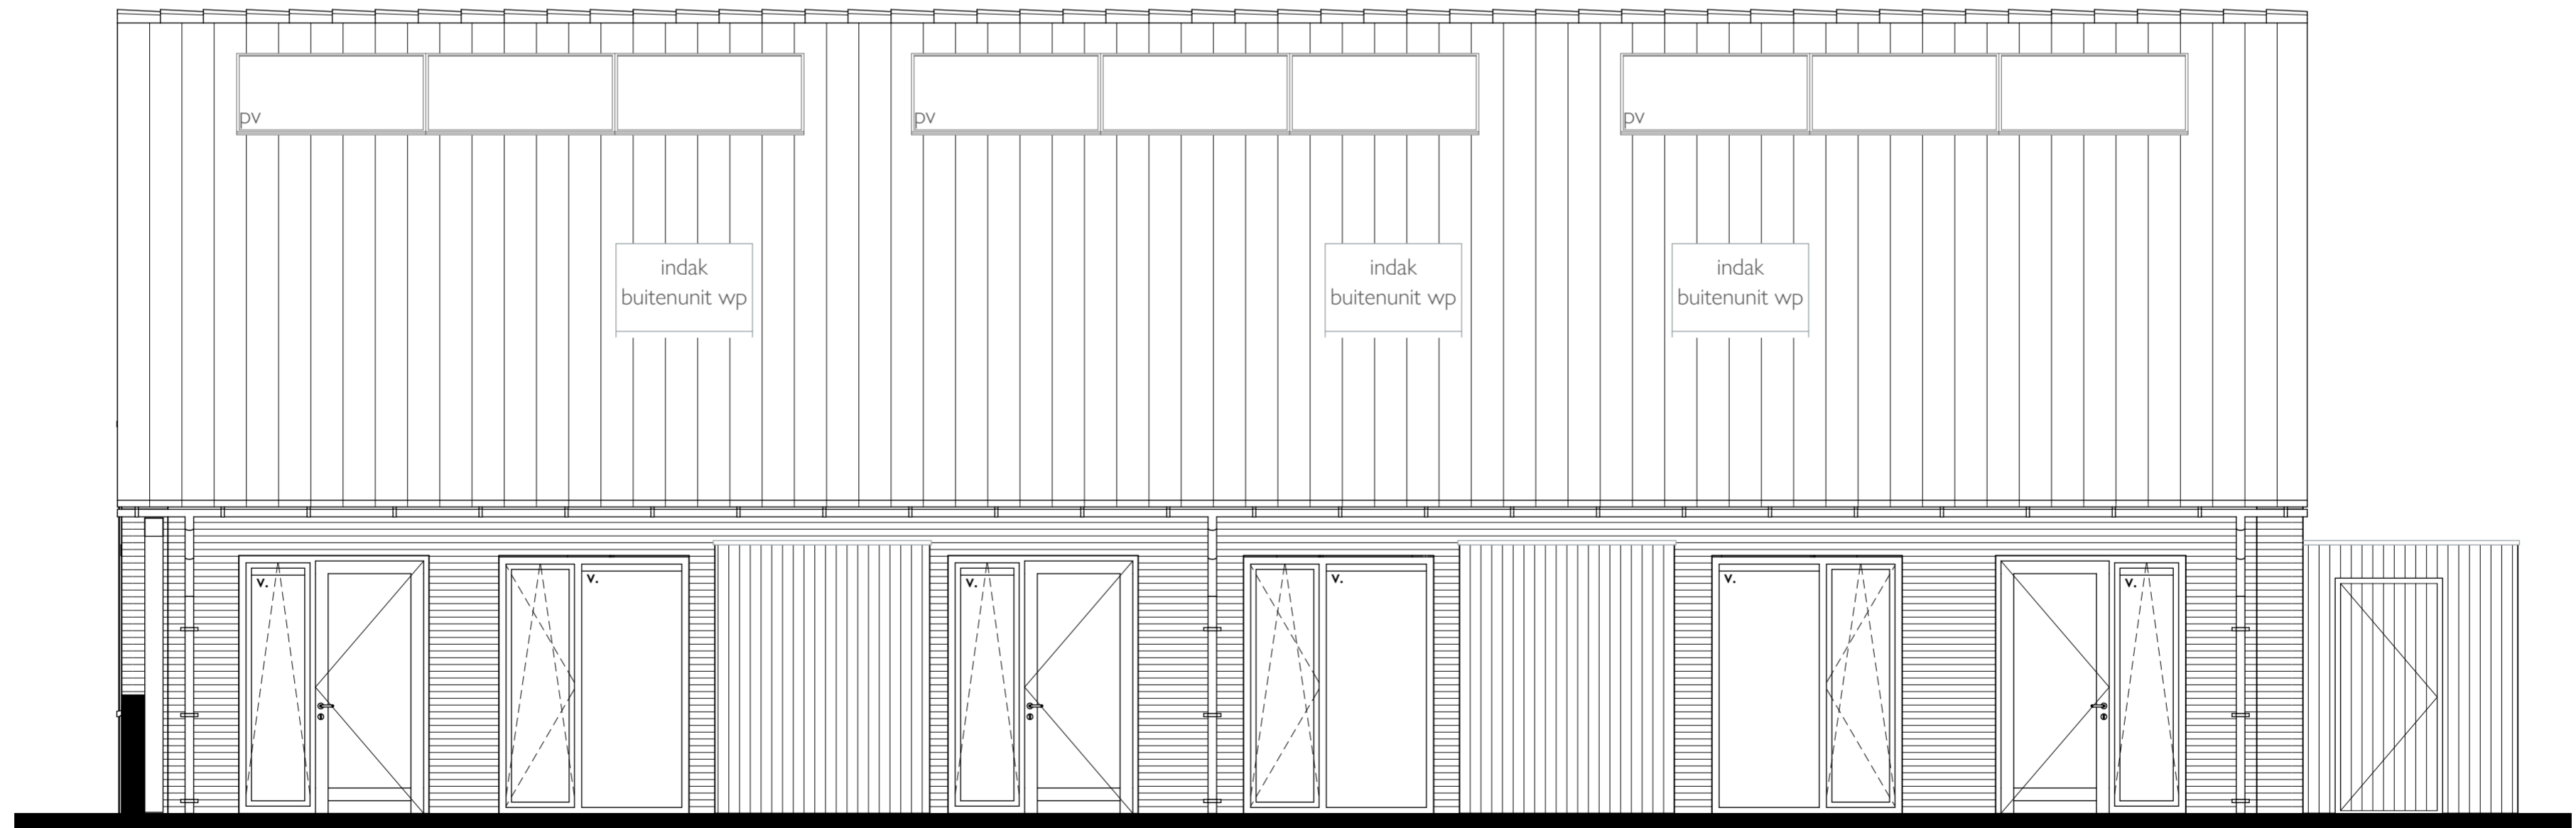 pv
pv
pv
indak
buitenunit wp
indak
buitenunit wp
indak
buitenunit wp
v.
v.
v.
v.
v.
v.